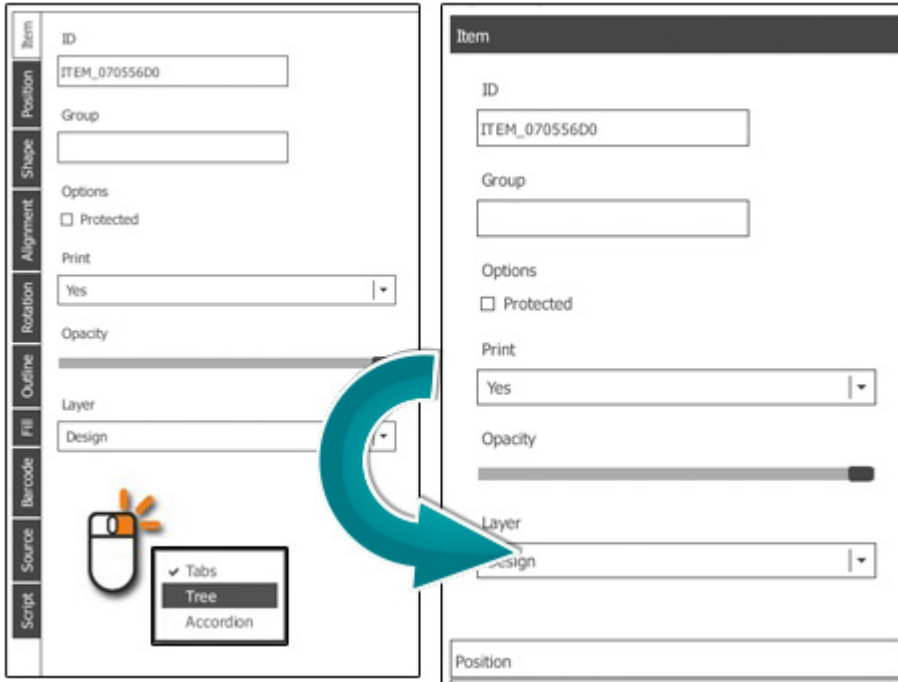 Item
Position
Shape
Alignment
Rotation
Outline
Fill
Barcode
Source
Script
ID
ITEM_070556D0
Group
Options
Protected
Print
Yes
Opacity
Layer
Design
Tabs
Tree
Accordion
Item
ID
ITEM_070556D0
Group
Options
Protected
Print
Yes
Opacity
Layer
Design
Position